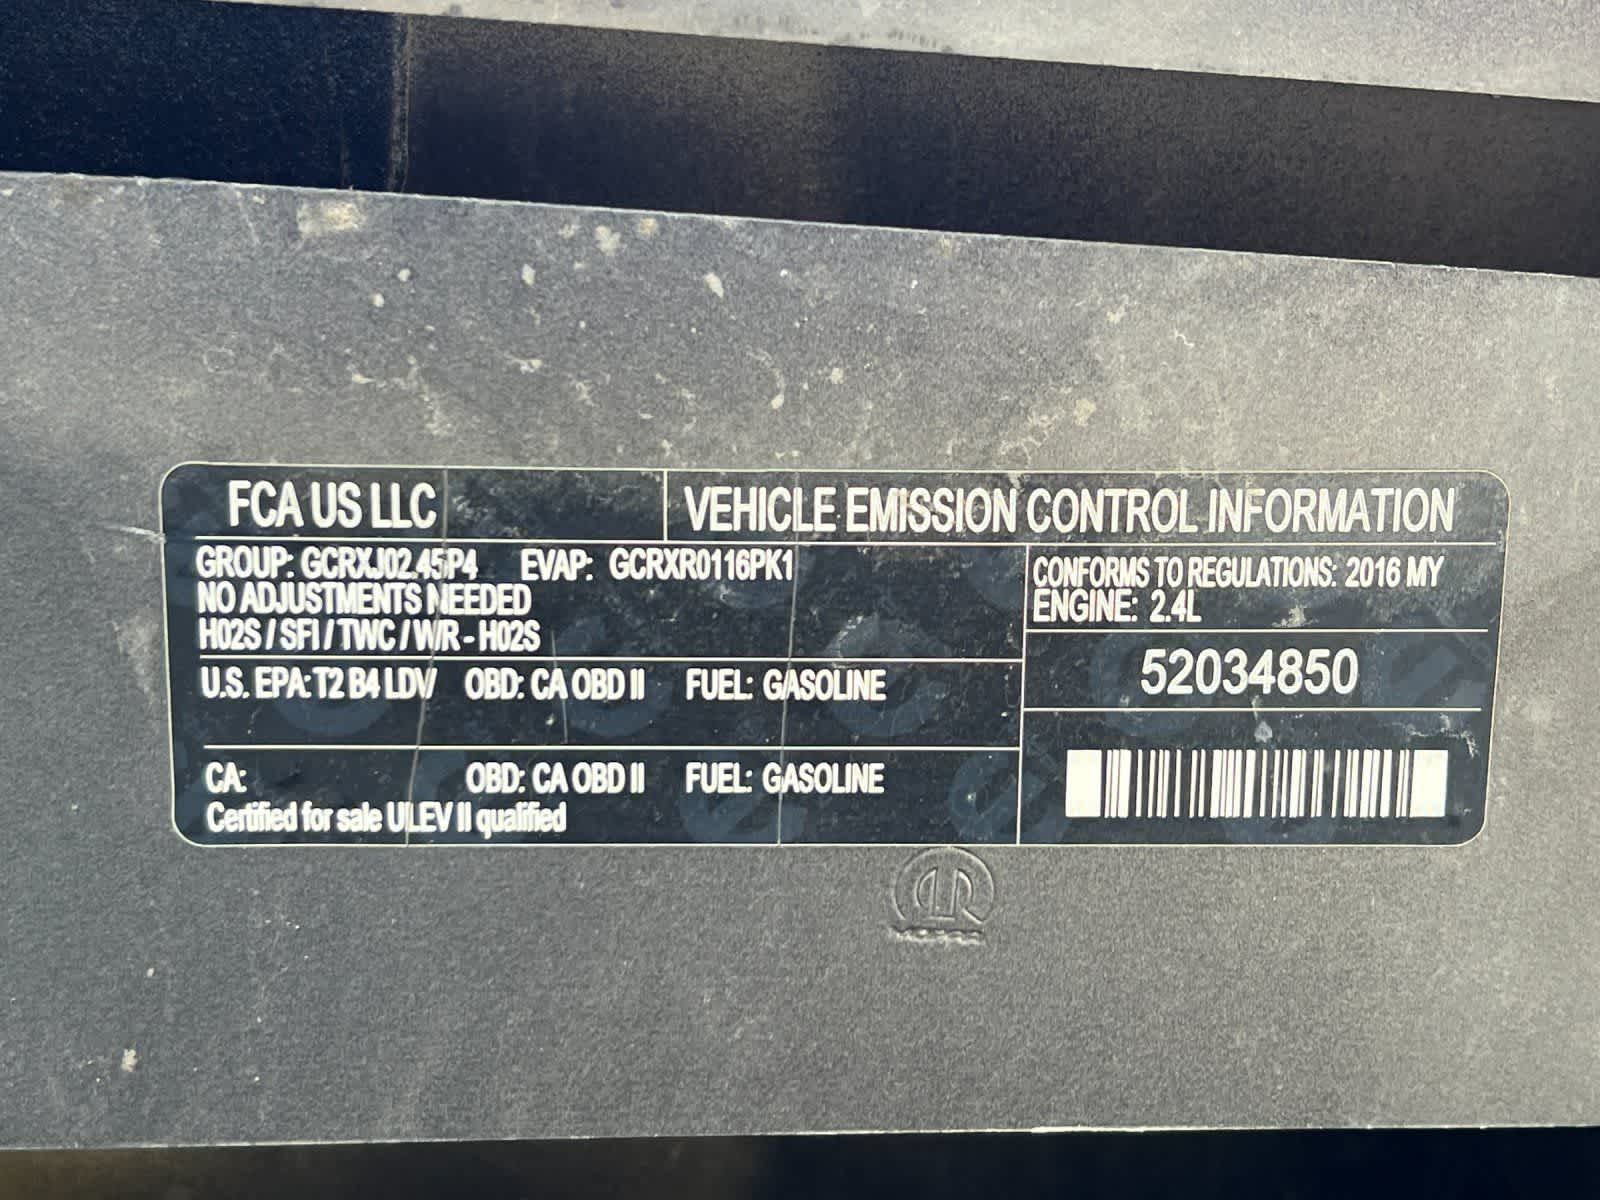 FCA US LLC
VEHICLE EMISSION CONTROL INFORMATION
GROUP: GCRXJ02.45P4 EVAP: GCRXR0116PK1
NO ADJUSTMENTS NEEDED
H02S / SFI / TWC / WR - H02S
CONFORMS TO REGULATIONS: 2016 MY
ENGINE: 2.4L
52034850
U.S. EPA: T2 B4 LDV OBD: CA OBD II FUEL: GASOLINE
CA: OBD: CA OBD II FUEL: GASOLINE
Certified for sale ULEV II qualified
MOPAR